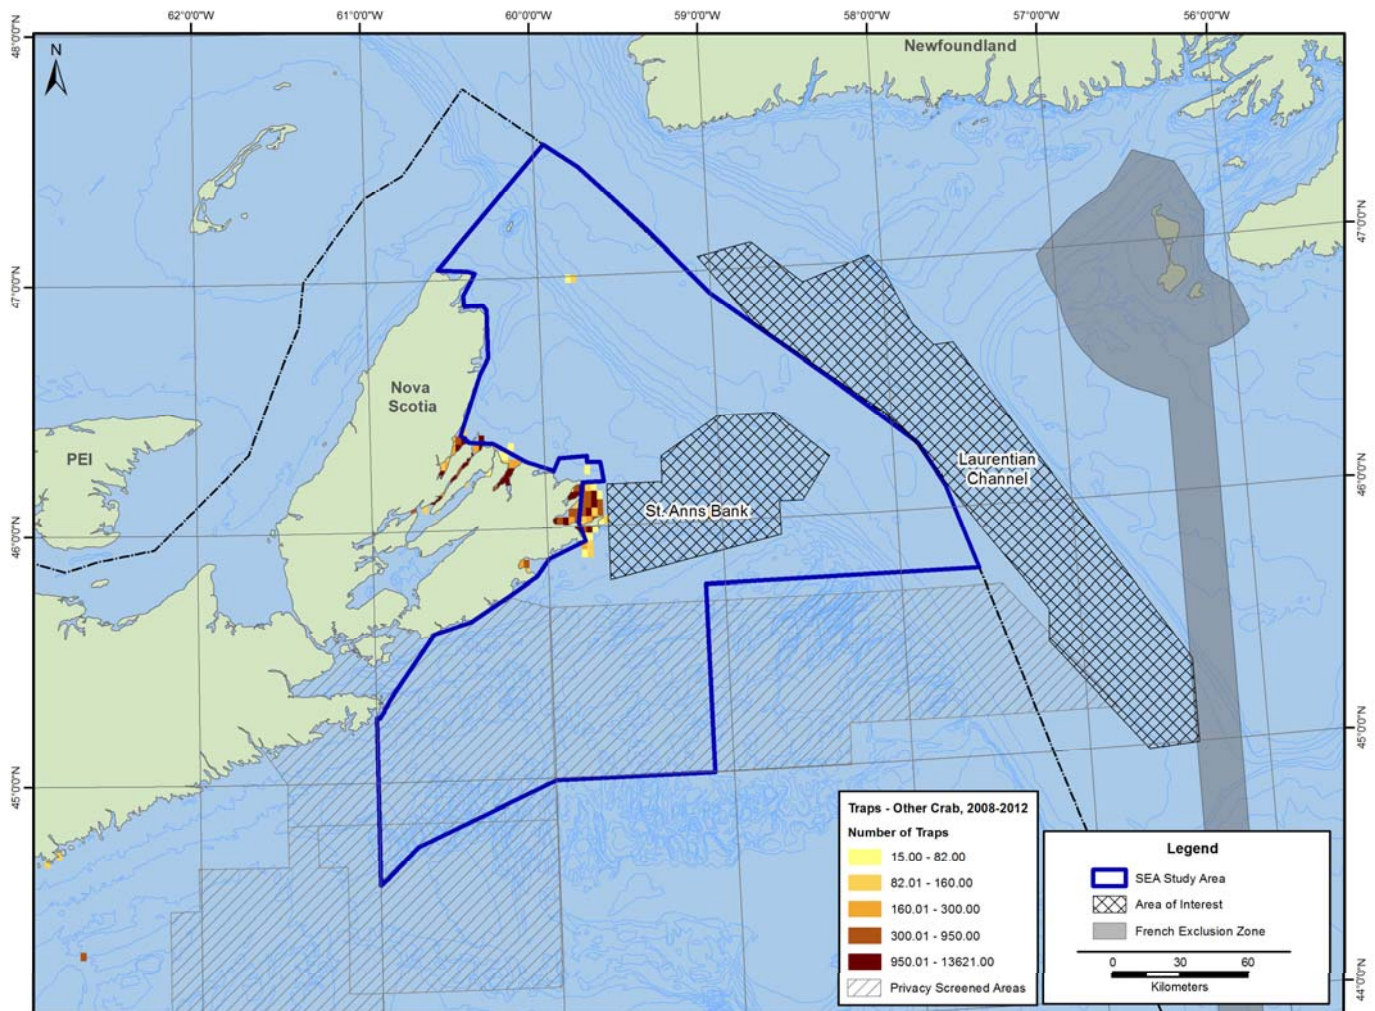 62°0'0"W 61°0'0"W 60°0'0"W 59°0'0"W 58°0'0"W 57°0'0"W 56°0'0"W
48°0'0"N
N
Newfoundland
47°0'0"N
47°0'0"N
Nova
Scotia
PEI
Laurentian
Channel
46°0'0"N
St. Anns Bank
46°0'0"N
45°0'0"N
45°0'0"N
44°0'0"N
Traps - Other Crab, 2008-2012
Number of Traps
15.00 - 82.00
82.01 - 160.00
160.01 - 300.00
300.01 - 950.00
950.01 - 13621.00
Privacy Screened Areas
Legend
SEA Study Area
Area of Interest
French Exclusion Zone
0 30 60
Kilometers